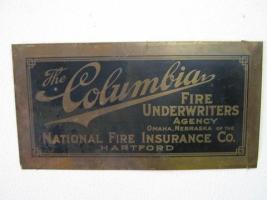 The Columbia
FIRE
UNDERWRITERS
AGENCY
OMAHA, NEBRASKA OF THE
NATIONAL FIRE INSURANCE CO.
HARTFORD